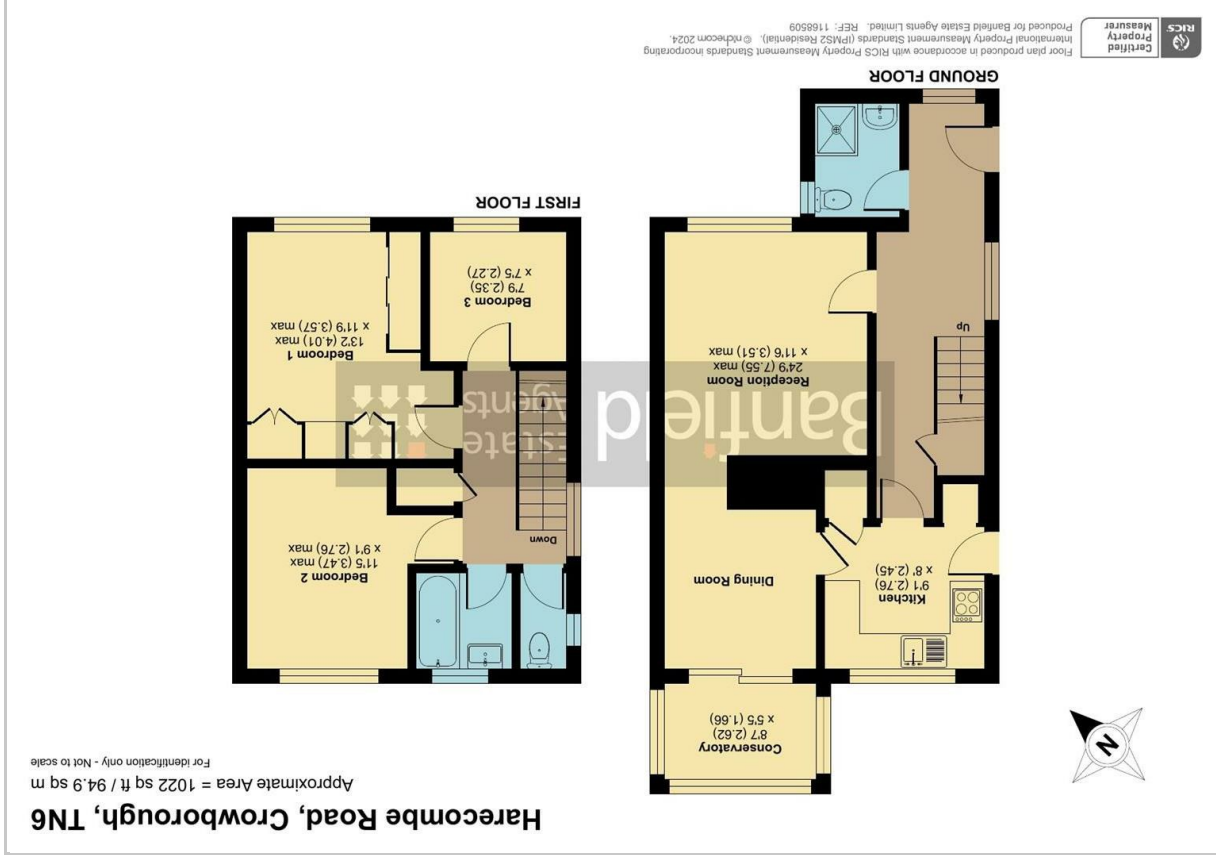 Harecombe Road, Crowborough, TN6
Approximate Area = 1022 sq ft / 94.9 sq m
For identification only - Not to scale
N
Conservatory
8'7 (2.62)
x 5'5 (1.66)
Kitchen
9'1 (2.76)
x 8' (2.45)
Dining Room
Reception Room
24'9 (7.55) max
x 11'6 (3.51) max
Up
GROUND FLOOR
Down
Bedroom 2
11'5 (3.47) max
x 9'1 (2.76) max
Bedroom 1
13'2 (4.01) max
x 11'9 (3.57) max
Bedroom 3
7'9 (2.35)
x 7'5 (2.27)
FIRST FLOOR
Banfield
Estate
Agents
Certified
Property
Measurer
RICS
Floor plan produced in accordance with RICS Property Measurement Standards incorporating
International Property Measurement Standards (IPMS2 Residential). © nichecom 2024.
Produced for Banfield Estate Agents Limited. REF: 1168509